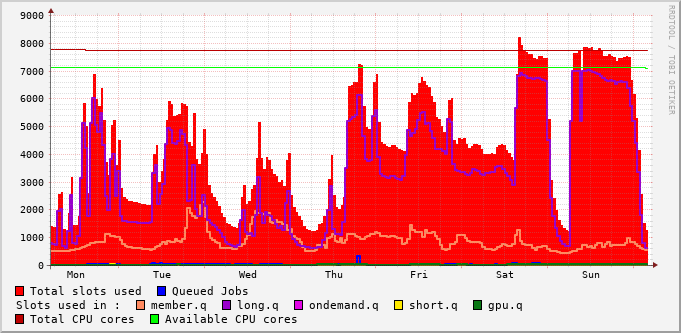 9000
8000
7000
6000
5000
4000
3000
2000
1000
0
Mon Tue Wed Thu Fri Sat Sun
RRDTOOL / TOBI OETIKER
Total slots used Queued Jobs
Slots used in : member.q long.q ondemand.q short.q gpu.q
Total CPU cores Available CPU cores